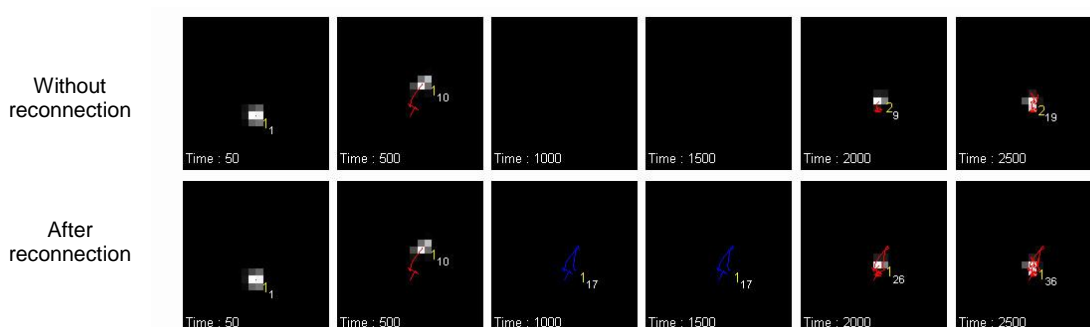 Without
reconnection
1 1
Time : 50
1 10
Time : 500
Time : 1000
Time : 1500
2 9
Time : 2000
2 19
Time : 2500
After
reconnection
1 1
Time : 50
1 10
Time : 500
1 17
Time : 1000
1 17
Time : 1500
1 26
Time : 2000
1 36
Time : 2500